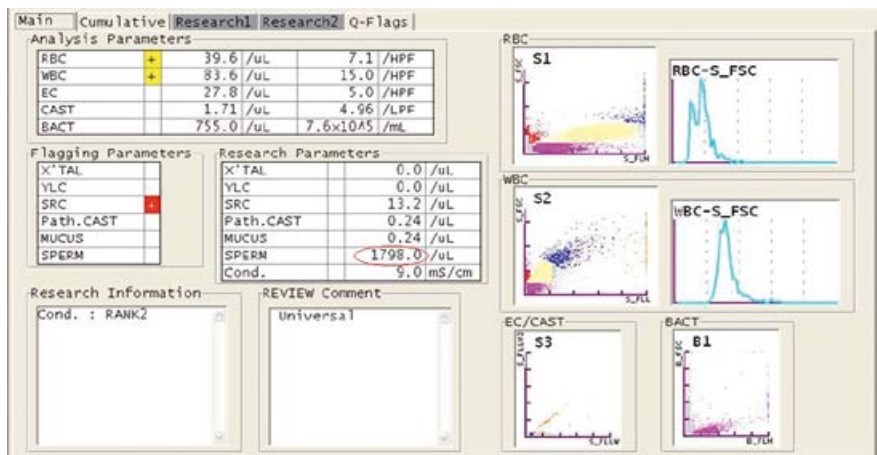 Main Cumulative Research1 Research2 Q-Flags
Analysis Parameters
RBC + 39.6 /uL 7.1 /HPF
WBC + 83.6 /uL 15.0 /HPF
EC 27.8 /uL 5.0 /HPF
CAST 1.71 /uL 4.96 /LPF
BACT 755.0 /uL 7.6x10^5 /mL
Flagging Parameters
X'TAL
YLC
SRC +
Path.CAST
MUCUS
SPERM
Research Parameters
X'TAL 0.0 /uL
YLC 0.0 /uL
SRC 13.2 /uL
Path.CAST 0.24 /uL
MUCUS 0.24 /uL
SPERM 1798.0 /uL
Cond. 9.0 mS/cm
Research Information
Cond. : RANK2
REVIEW Comment
Universal
RBC
S1
S_FSC
S_FLH
RBC-S_FSC
WBC
S2
S_FSC
S_FLL
WBC-S_FSC
EC/CAST
S3
S_FLLW2
S_FLLW
BACT
B1
B_FSC
B_FLH